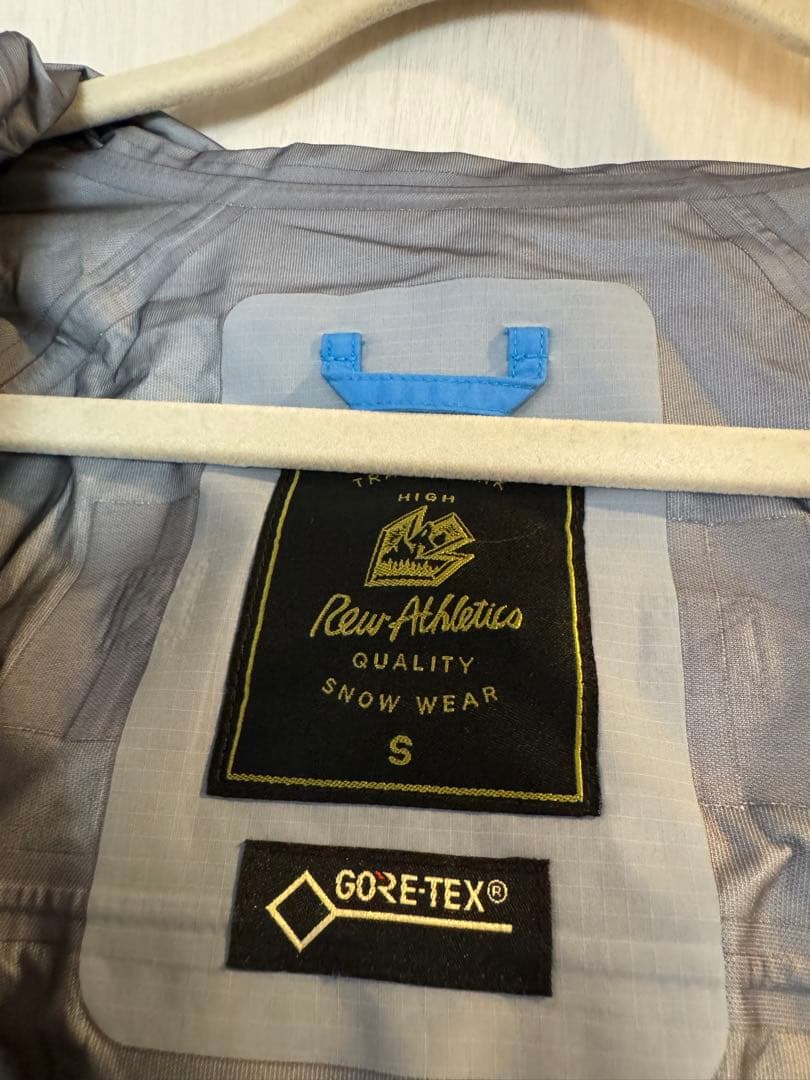 HIGH
Rew-Athletics
QUALITY
SNOW WEAR
S
GORE-TEX®